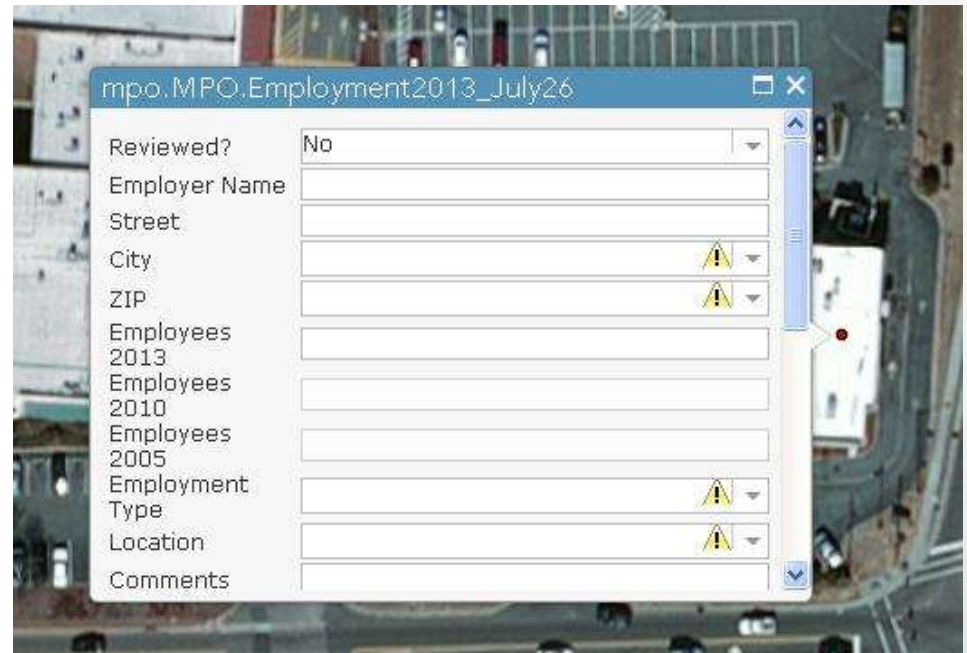 mpo.MPO.Employment2013_July26
Reviewed? No
Employer Name
Street
City
ZIP
Employees
2013
Employees
2010
Employees
2005
Employment
Type
Location
Comments